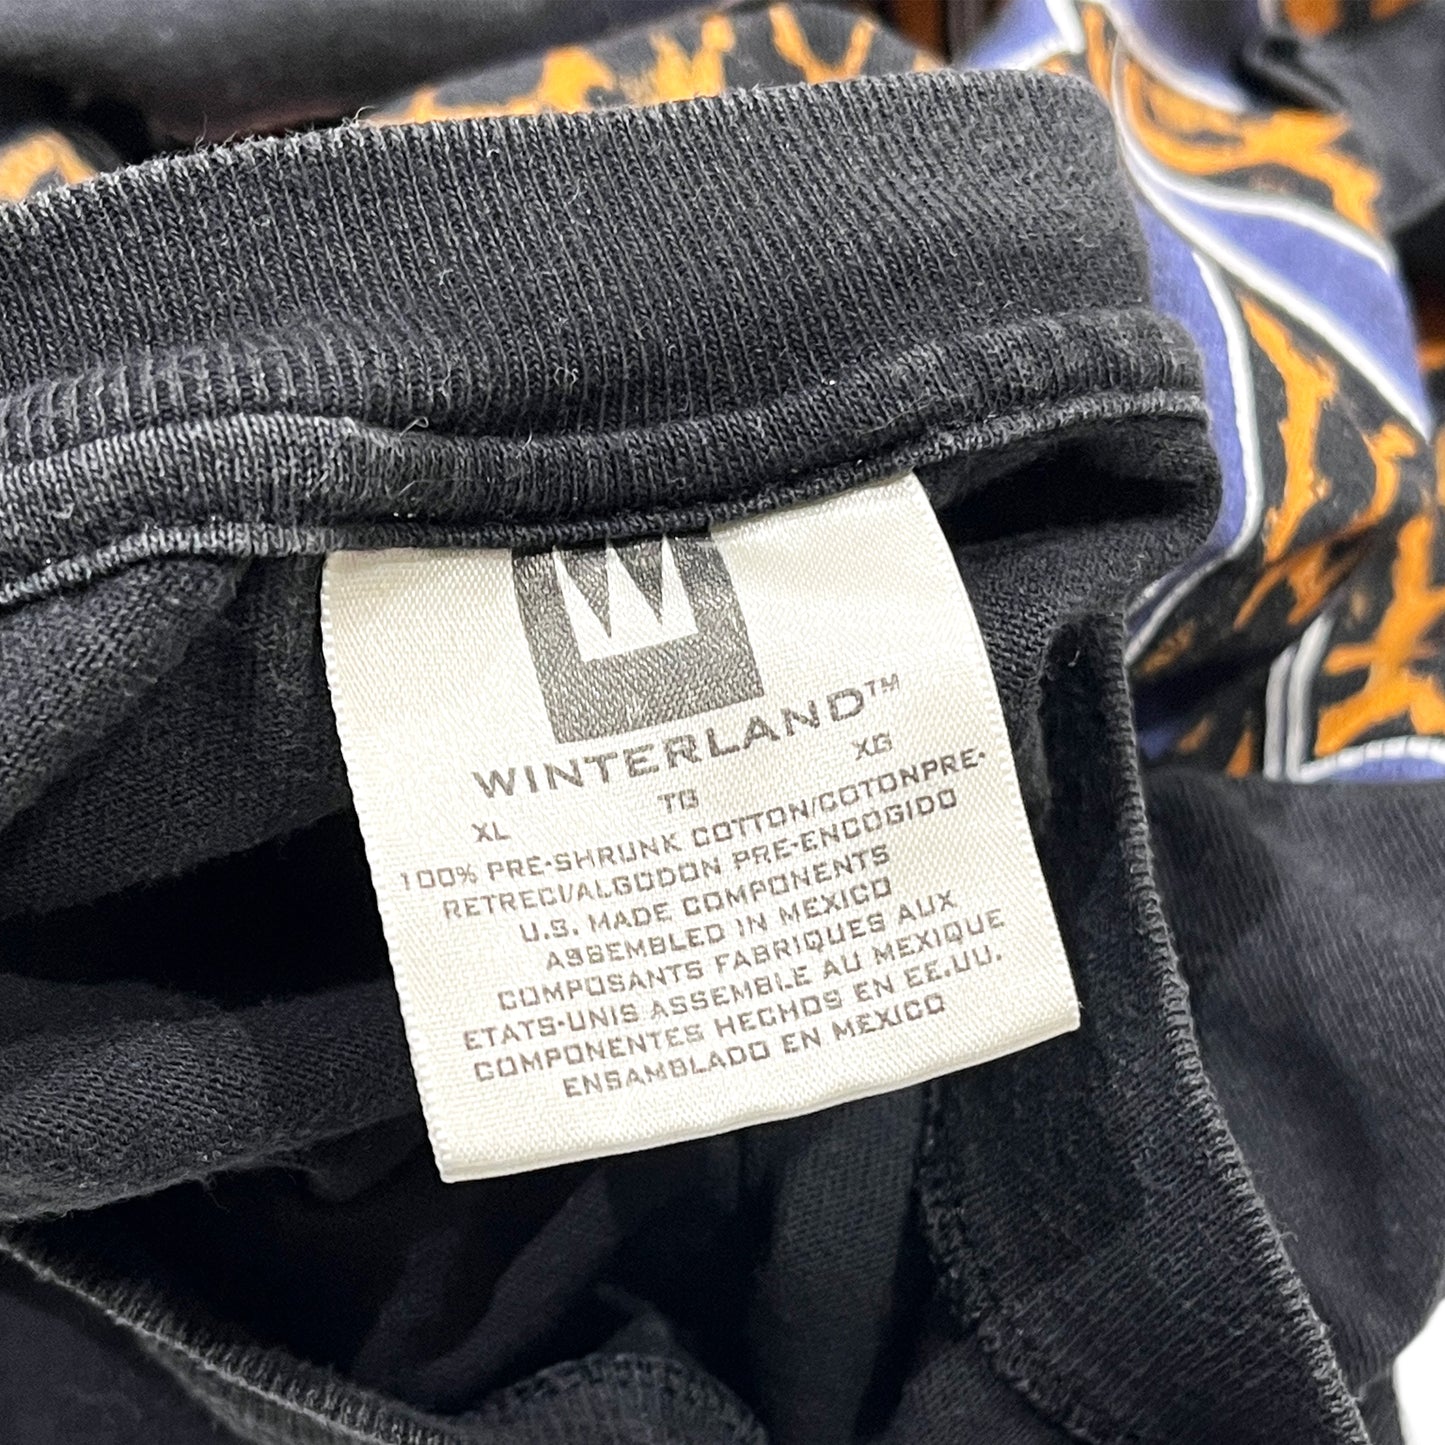 W
WINTERLAND™
XL TG XG
100% PRE-SHRUNK COTTON/COTONPRE-
RETRECI/ALGODON PRE-ENCOGIDO
U.S. MADE COMPONENTS
ASSEMBLED IN MEXICO
COMPOSANTS FABRIQUES AUX
ETATS-UNIS ASSEMBLE AU MEXIQUE
COMPONENTES HECHOS EN EE.UU.
ENSAMBLADO EN MEXICO